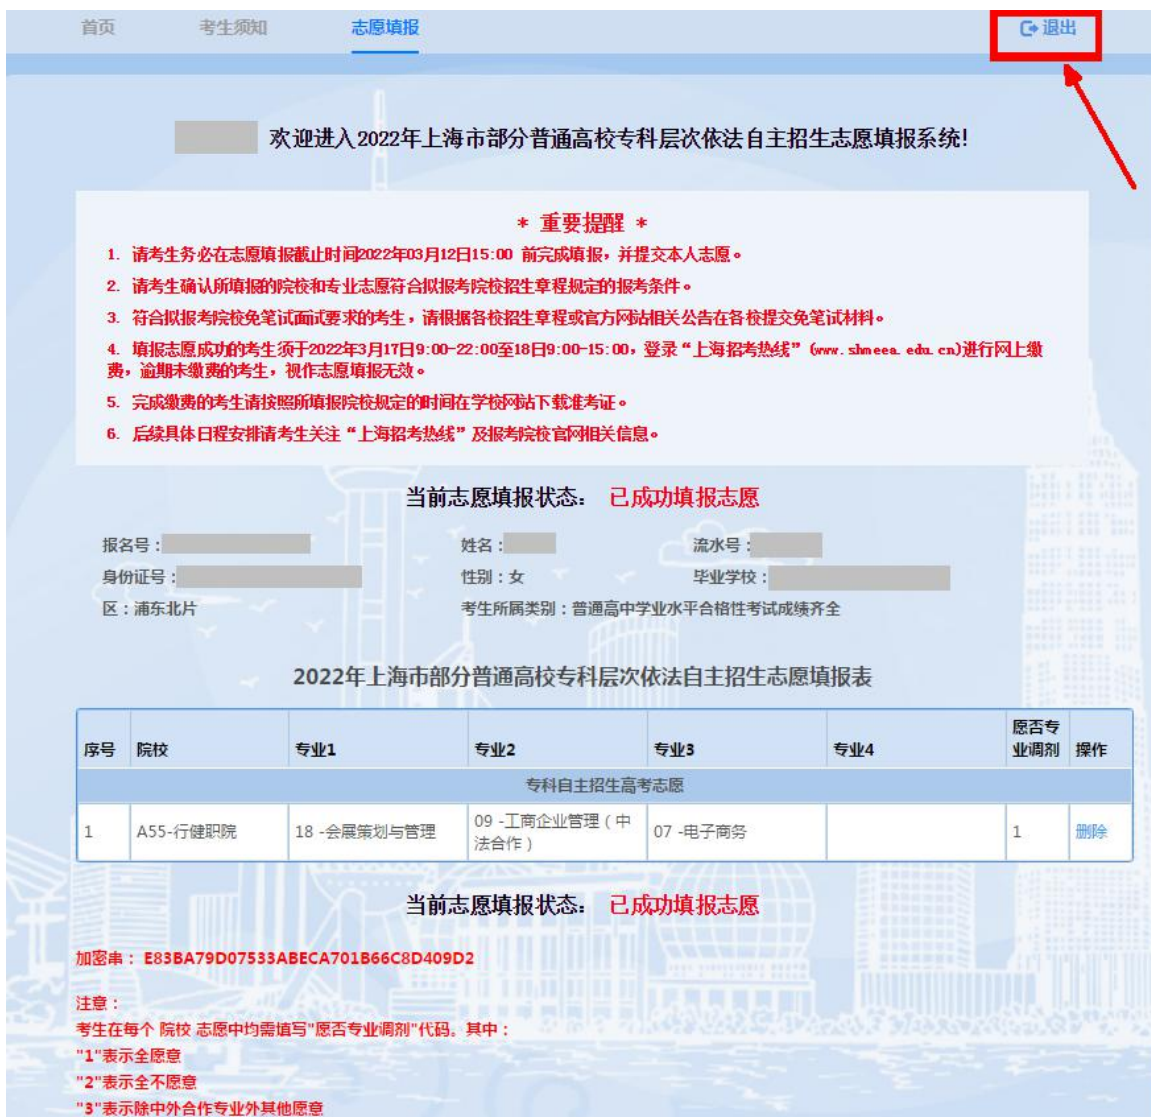 首页 考生须知 志愿填报 退出
欢迎进入2022年上海市部分普通高校专科层次依法自主招生志愿填报系统!
* 重要提醒 *
1. 请考生务必在志愿填报截止时间2022年03月12日15:00 前完成填报，并提交本人志愿。
2. 请考生确认所填报的院校和专业志愿符合拟报考院校招生章程规定的报考条件。
3. 符合拟报考院校免笔试面试要求的考生，请根据各校招生章程或官方网站相关公告在各校提交免笔试材料。
4. 填报志愿成功的考生须于2022年3月17日9:00-22:00至18日9:00-15:00，登录“上海招考热线”(www.shmeea.edu.cn)进行网上缴
费，逾期未缴费的考生，视作志愿填报无效。
5. 完成缴费的考生请按照所填报院校规定的时间在学校网站下载准考证。
6. 后续具体日程安排请考生关注“上海招考热线”及报考院校官网相关信息。
当前志愿填报状态： 已成功填报志愿
报名号： 姓名： 流水号：
身份证号： 性别：女 毕业学校：
区：浦东北片 考生所属类别：普通高中学业水平合格性考试成绩齐全
2022年上海市部分普通高校专科层次依法自主招生志愿填报表
序号 院校 专业1 专业2 专业3 专业4 愿否专
业调剂 操作
专科自主招生高考志愿
1 A55-行健职院 18 -会展策划与管理 09 -工商企业管理（中
法合作） 07 -电子商务 1 删除
当前志愿填报状态： 已成功填报志愿
加密串： E83BA79D07533ABECA701B66C8D409D2
注意：
考生在每个 院校 志愿中均需填写"愿否专业调剂"代码。其中：
"1"表示全愿意
"2"表示全不愿意
"3"表示除中外合作专业外其他愿意